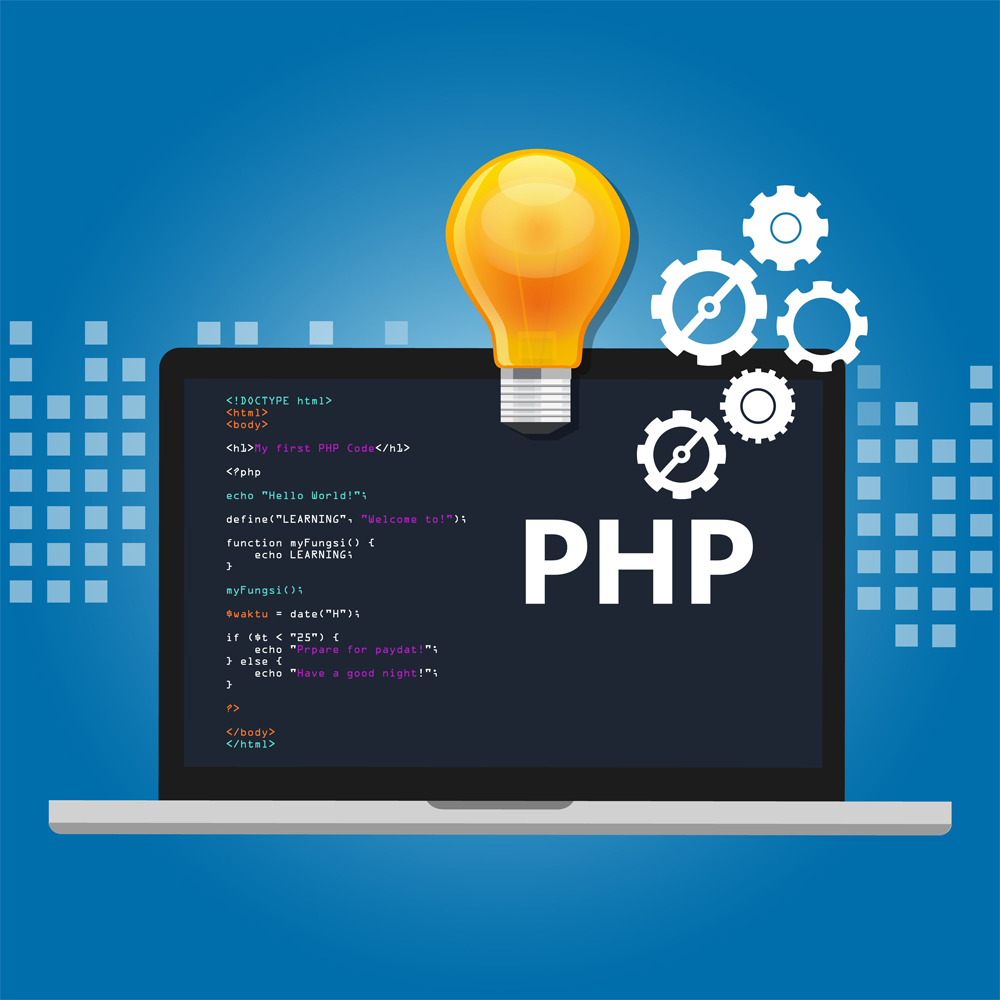 <!DOCTYPE html>
<html>
<body>
<h1>My first PHP Code</h1>
<?php
echo "Hello World!";
define("LEARNING", "Welcome to!");
function myFungsi() {
echo LEARNING;
}
myFungsi();
$waktu = date("H");
if ($t < "25") {
echo "Prpare for paydat!";
} else {
echo "Have a good night!";
}
?>
</body>
</html>
PHP